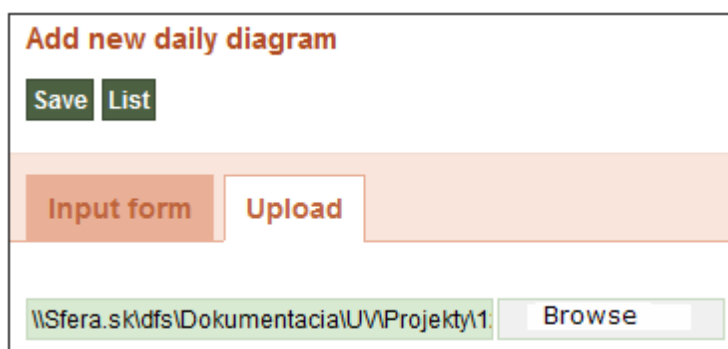 Add new daily diagram
Save List
Input form Upload
\\Sfera.sk\dfs\Dokumentacia\UV\Projekty\1: Browse